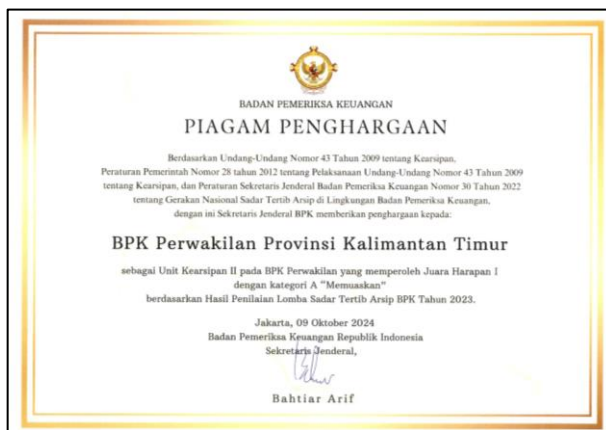 BADAN PEMERIKSA KEUANGAN
PIAGAM PENGHARGAAN
Berdasarkan Undang-Undang Nomor 43 Tahun 2009 tentang Kearsipan,
Peraturan Pemerintah Nomor 28 tahun 2012 tentang Pelaksanaan Undang-Undang Nomor 43 Tahun 2009
tentang Kearsipan, dan Peraturan Sekretaris Jenderal Badan Pemeriksa Keuangan Nomor 30 Tahun 2022
tentang Gerakan Nasional Sadar Tertib Arsip di Lingkungan Badan Pemeriksa Keuangan,
dengan ini Sekretaris Jenderal BPK memberikan penghargaan kepada:
BPK Perwakilan Provinsi Kalimantan Timur
sebagai Unit Kearsipan II pada BPK Perwakilan yang memperoleh Juara Harapan I
dengan kategori A "Memuaskan"
berdasarkan Hasil Penilaian Lomba Sadar Tertib Arsip BPK Tahun 2023.
Jakarta, 09 Oktober 2024
Badan Pemeriksa Keuangan Republik Indonesia
Sekretaris Jenderal,
Bahtiar Arif